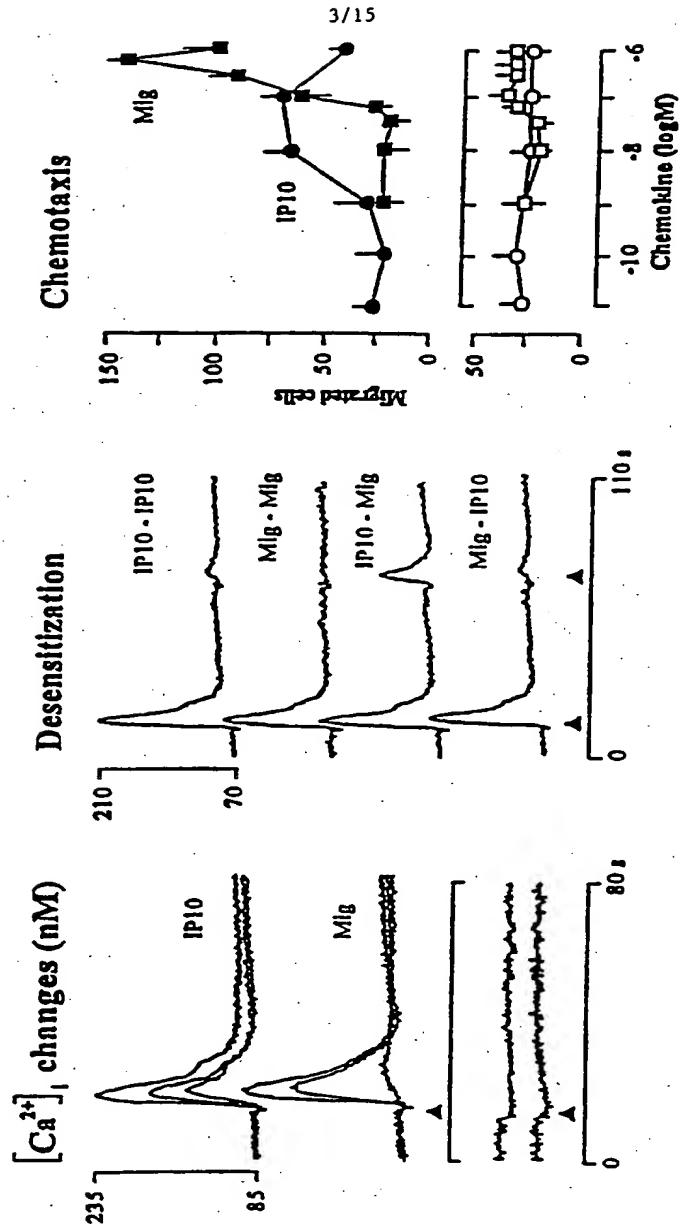 3/15
[Ca2+]i changes (nM)
235
85
IP10
Mig
0
80 s
Desensitization
210
70
IP10 - IP10
Mig - Mig
IP10 - Mig
Mig - IP10
0
110 s
Chemotaxis
Migrated cells
150
100
50
0
Mig
IP10
50
0
-10
-8
-6
Chemokine (logM)